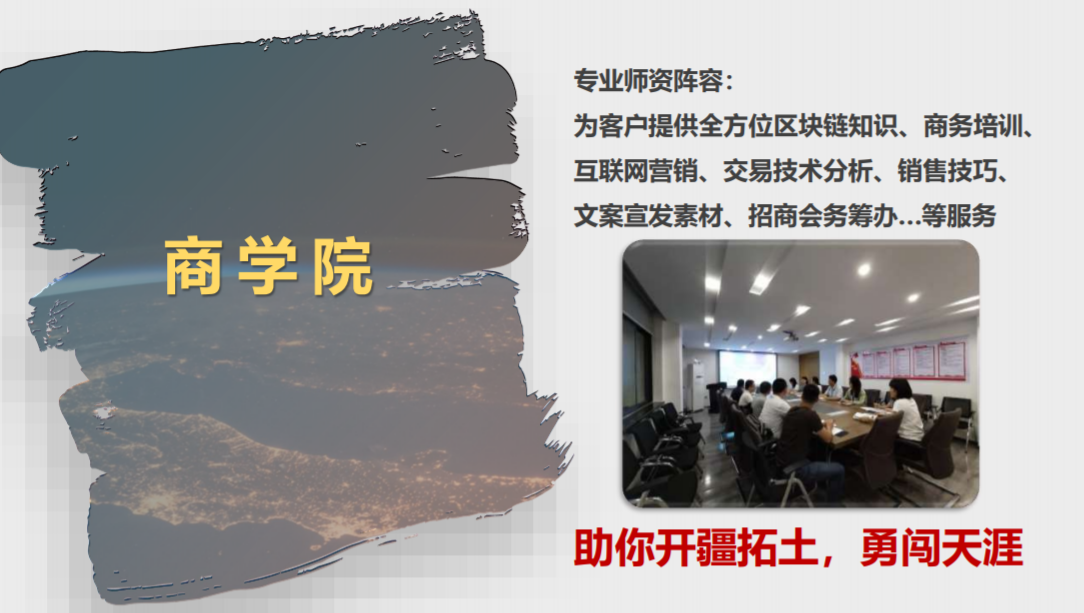 商学院
专业师资阵容：
为客户提供全方位区块链知识、商务培训、
互联网营销、交易技术分析、销售技巧、
文案宣发素材、招商会务筹办...等服务
助你开疆拓土，勇闯天涯